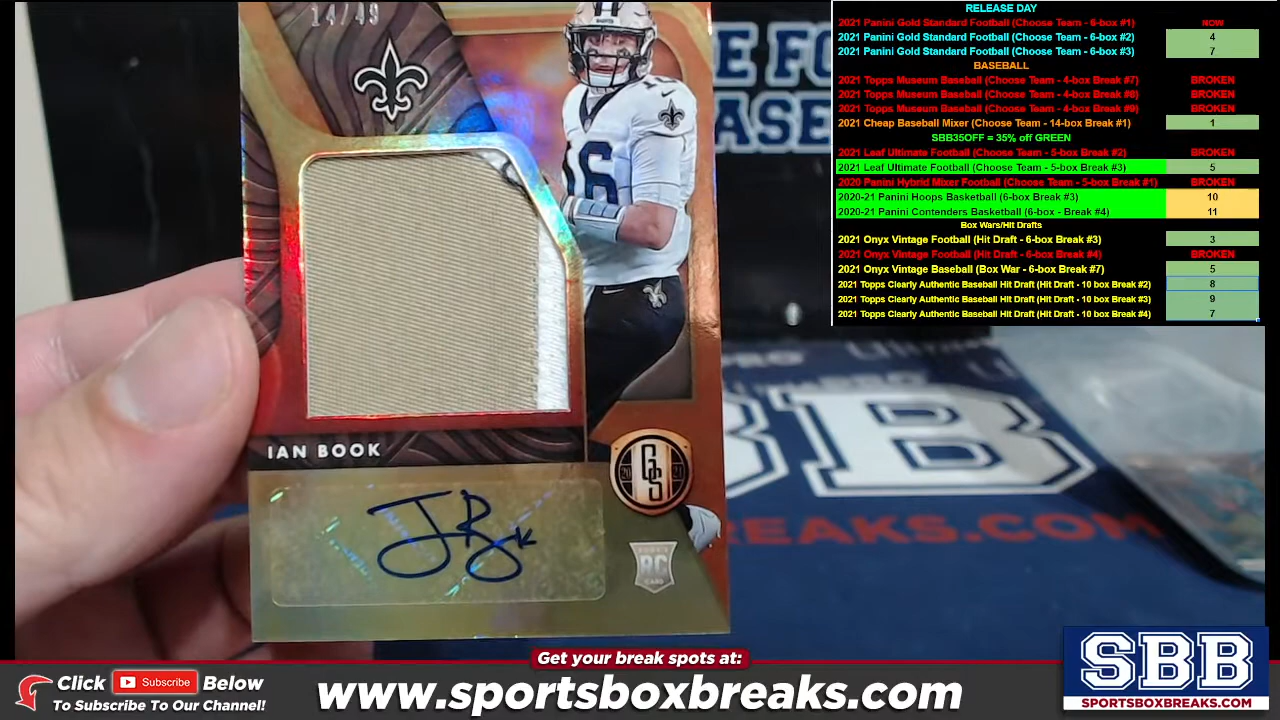 14/49
16
IAN BOOK
GS
20 21
RC
RELEASE DAY
2021 Panini Gold Standard Football (Choose Team - 6-box #1) NOW
2021 Panini Gold Standard Football (Choose Team - 6-box #2) 4
2021 Panini Gold Standard Football (Choose Team - 6-box #3) 7
BASEBALL
2021 Topps Museum Baseball (Choose Team - 4-box Break #7) BROKEN
2021 Topps Museum Baseball (Choose Team - 4-box Break #8) BROKEN
2021 Topps Museum Baseball (Choose Team - 4-box Break #9) BROKEN
2021 Cheap Baseball Mixer (Choose Team - 14-box Break #1) 1
SBB35OFF = 35% off GREEN
2021 Leaf Ultimate Football (Choose Team - 5-box Break #2) BROKEN
2021 Leaf Ultimate Football (Choose Team - 5-box Break #3) 5
2020 Panini Hybrid Mixer Football (Choose Team - 5-box Break #1) BROKEN
2020-21 Panini Hoops Basketball (6-box Break #3) 10
2020-21 Panini Contenders Basketball (6-box - Break #4) 11
Box Wars/Hit Drafts
2021 Onyx Vintage Football (Hit Draft - 6-box Break #3) 3
2021 Onyx Vintage Football (Hit Draft - 6-box Break #4) BROKEN
2021 Onyx Vintage Baseball (Box War - 6-box Break #7) 5
2021 Topps Clearly Authentic Baseball Hit Draft (Hit Draft - 10 box Break #2) 8
2021 Topps Clearly Authentic Baseball Hit Draft (Hit Draft - 10 box Break #3) 9
2021 Topps Clearly Authentic Baseball Hit Draft (Hit Draft - 10 box Break #4) 7
B
REAKS.COM
Get your break spots at:
Click Subscribe Below
To Subscribe To Our Channel!
www.sportsboxbreaks.com
SBB
SPORTSBOXBREAKS.COM